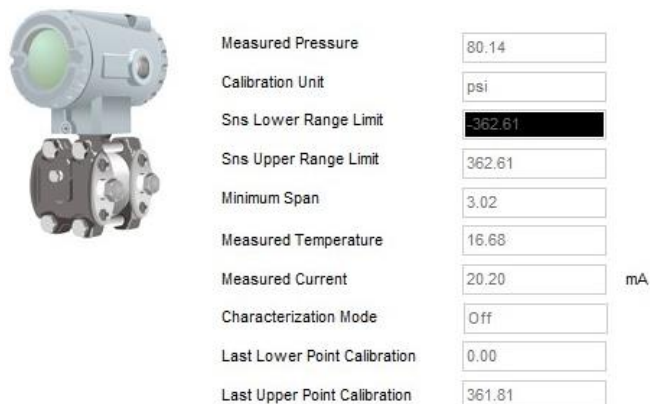 Measured Pressure 80.14
Calibration Unit psi
Sns Lower Range Limit -362.61
Sns Upper Range Limit 362.61
Minimum Span 3.02
Measured Temperature 16.68
Measured Current 20.20 mA
Characterization Mode Off
Last Lower Point Calibration 0.00
Last Upper Point Calibration 361.81